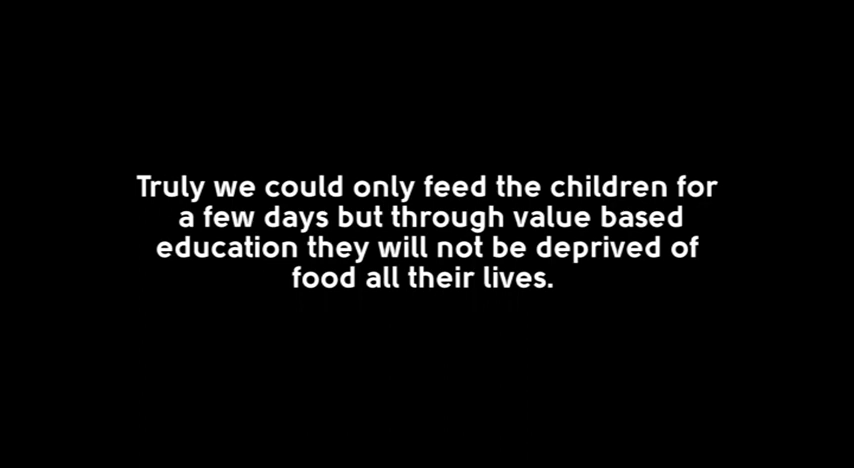 Truly we could only feed the children for
a few days but through value based
education they will not be deprived of
food all their lives.